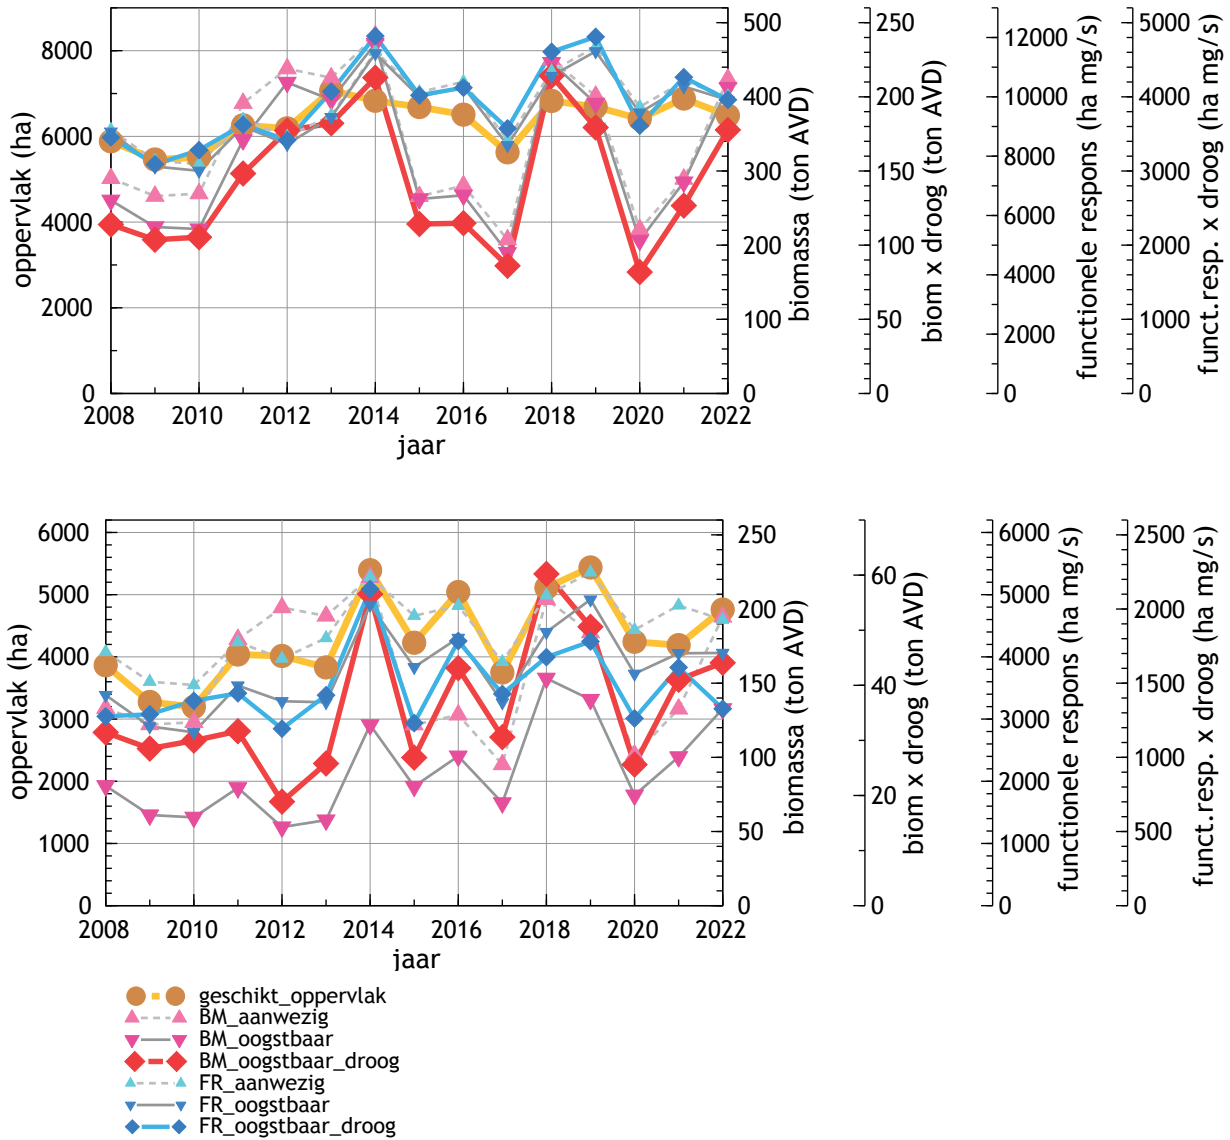 8000
6000
4000
2000
0
oppervlak (ha)
2008 2010 2012 2014 2016 2018 2020 2022
jaar
500
400
300
200
100
0
biomassa (ton AVD)
250
200
150
100
50
0
biom x droog (ton AVD)
12000
10000
8000
6000
4000
2000
0
functionele respons (ha mg/s)
5000
4000
3000
2000
1000
0
funct.resp. x droog (ha mg/s)
6000
5000
4000
3000
2000
1000
0
oppervlak (ha)
2008 2010 2012 2014 2016 2018 2020 2022
jaar
250
200
150
100
50
0
biomassa (ton AVD)
60
40
20
0
biom x droog (ton AVD)
6000
5000
4000
3000
2000
1000
0
functionele respons (ha mg/s)
2500
2000
1500
1000
500
0
funct.resp. x droog (ha mg/s)
geschikt_oppervlak
BM_aanwezig
BM_oogstbaar
BM_oogstbaar_droog
FR_aanwezig
FR_oogstbaar
FR_oogstbaar_droog